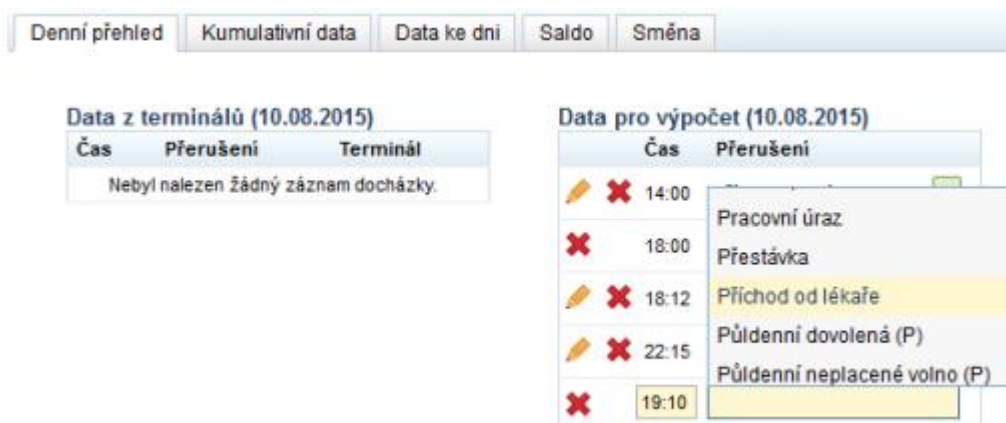 Denní přehled Kumulativní data Data ke dni Saldo Směna
Data z terminálů (10.08.2015)
Čas Přerušení Terminál
Nebyl nalezen žádný záznam docházky.
Data pro výpočet (10.08.2015)
Čas Přerušení
14:00
18:00
18:12
22:15
19:10
Pracovní úraz
Přestávka
Příchod od lékaře
Půldenní dovolená (P)
Půldenní neplacené volno (P)